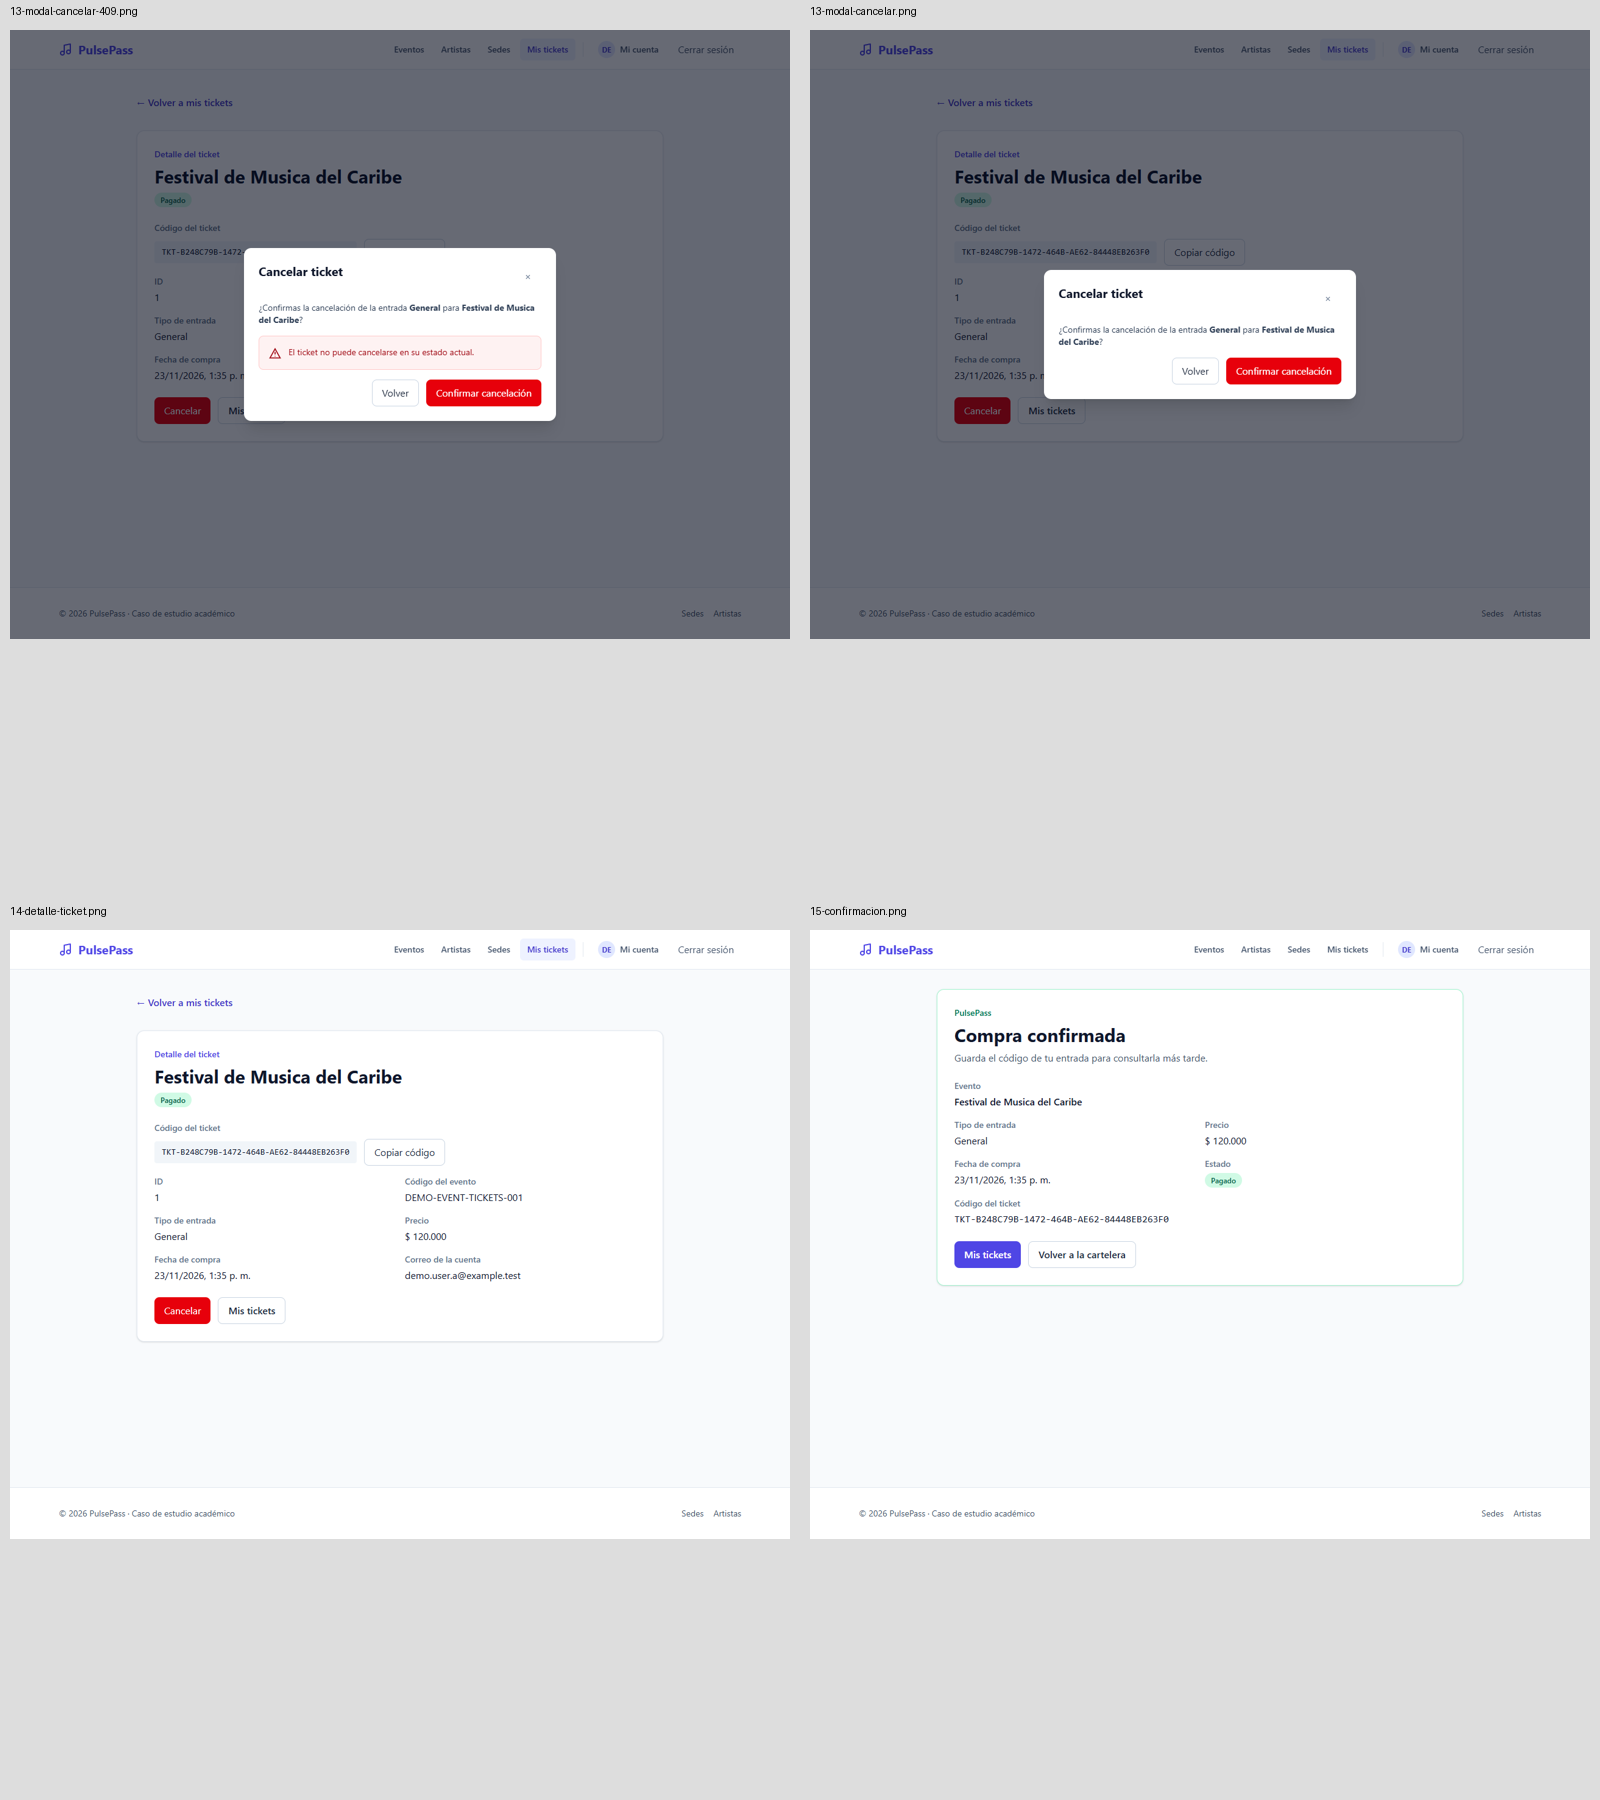 13-modal-cancelar-409.png
PulsePass
Eventos Artistas Sedes Mis tickets DE Mi cuenta Cerrar sesión
← Volver a mis tickets
Detalle del ticket
Festival de Musica del Caribe
Pagado
Código del ticket
TKT-B248C79B-1472-
ID
1
Tipo de entrada
General
Fecha de compra
23/11/2026, 1:35 p. m
Cancelar Mis
Cancelar ticket
×
¿Confirmas la cancelación de la entrada General para Festival de Musica
del Caribe?
El ticket no puede cancelarse en su estado actual.
Volver Confirmar cancelación
© 2026 PulsePass · Caso de estudio académico
Sedes Artistas
13-modal-cancelar.png
PulsePass
Eventos Artistas Sedes Mis tickets DE Mi cuenta Cerrar sesión
← Volver a mis tickets
Detalle del ticket
Festival de Musica del Caribe
Pagado
Código del ticket
TKT-B248C79B-1472-464B-AE62-84448EB263F0 Copiar código
ID
1
Tipo de entrada
General
Fecha de compra
23/11/2026, 1:35 p. m
Cancelar Mis tickets
Cancelar ticket
×
¿Confirmas la cancelación de la entrada General para Festival de Musica
del Caribe?
Volver Confirmar cancelación
© 2026 PulsePass · Caso de estudio académico
Sedes Artistas
14-detalle-ticket.png
PulsePass
Eventos Artistas Sedes Mis tickets DE Mi cuenta Cerrar sesión
← Volver a mis tickets
Detalle del ticket
Festival de Musica del Caribe
Pagado
Código del ticket
TKT-B248C79B-1472-464B-AE62-84448EB263F0 Copiar código
ID Código del evento
1 DEMO-EVENT-TICKETS-001
Tipo de entrada Precio
General $ 120.000
Fecha de compra Correo de la cuenta
23/11/2026, 1:35 p. m. demo.user.a@example.test
Cancelar Mis tickets
© 2026 PulsePass · Caso de estudio académico
Sedes Artistas
15-confirmacion.png
PulsePass
Eventos Artistas Sedes Mis tickets DE Mi cuenta Cerrar sesión
PulsePass
Compra confirmada
Guarda el código de tu entrada para consultarla más tarde.
Evento
Festival de Musica del Caribe
Tipo de entrada Precio
General $ 120.000
Fecha de compra Estado
23/11/2026, 1:35 p. m. Pagado
Código del ticket
TKT-B248C79B-1472-464B-AE62-84448EB263F0
Mis tickets Volver a la cartelera
© 2026 PulsePass · Caso de estudio académico
Sedes Artistas